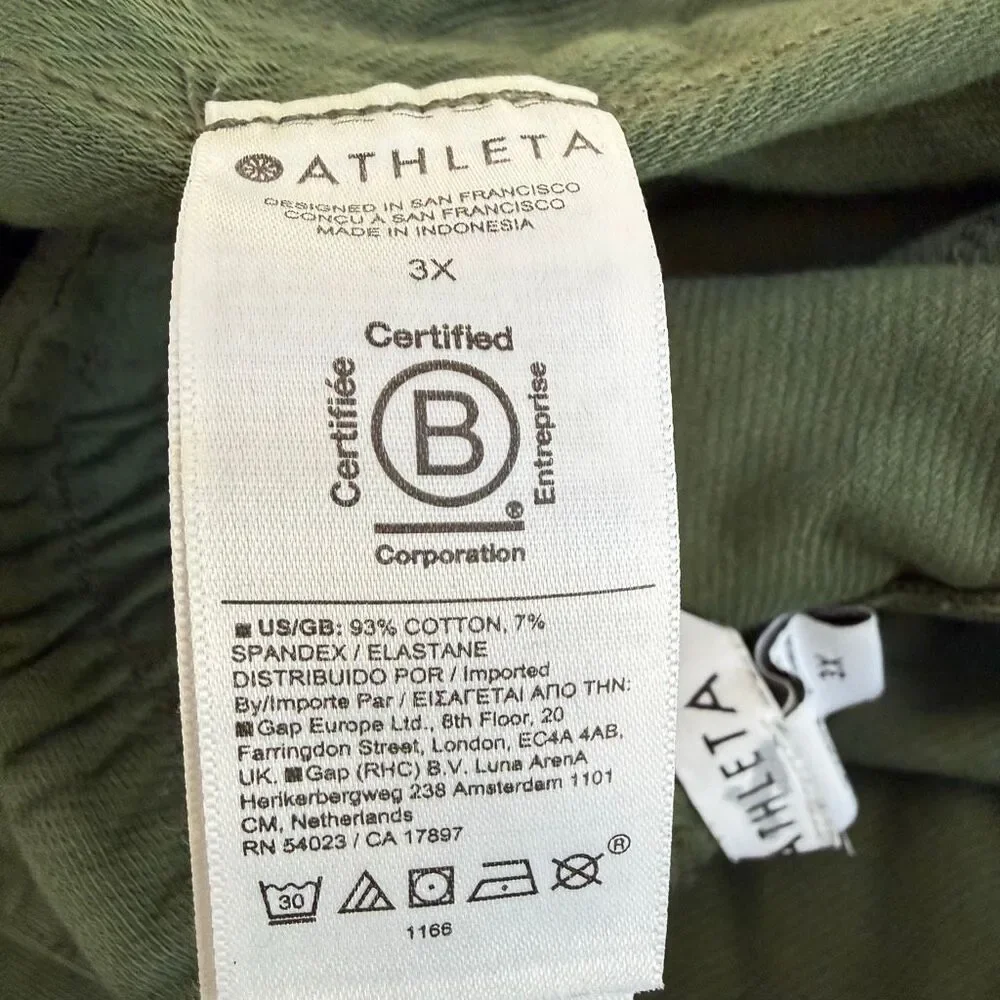 ATHLETA
DESIGNED IN SAN FRANCISCO
CONÇU À SAN FRANCISCO
MADE IN INDONESIA
3X
Certified
Certifiée
B
Entreprise
®
Corporation
US/GB: 93% COTTON, 7%
SPANDEX / ELASTANE
DISTRIBUIDO POR / Imported
By/Importe Par / ΕΙΣΑΓΕΤΑΙ ΑΠΟ ΤΗΝ:
Gap Europe Ltd., 8th Floor, 20
Farringdon Street, London, EC4A 4AB,
UK. Gap (RHC) B.V. Luna ArenA
Herikerbergweg 238 Amsterdam 1101
CM, Netherlands
RN 54023 / CA 17897
30
®
1166
ATHLETA
3X